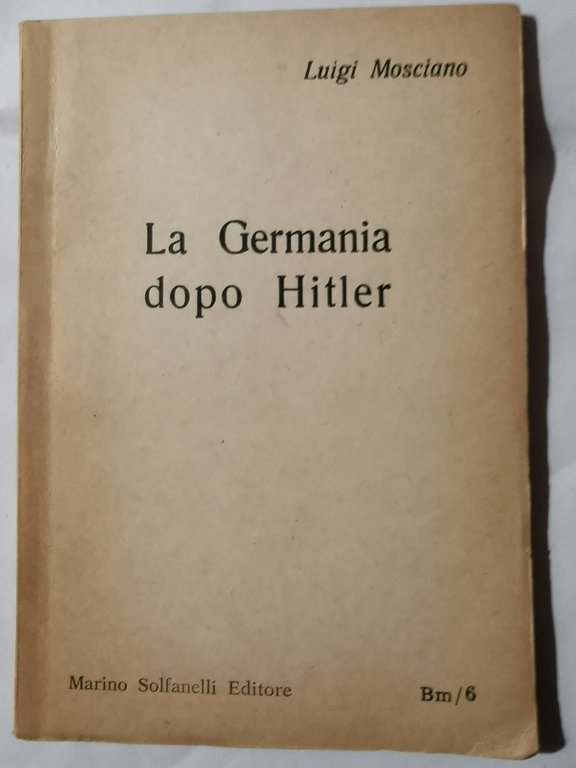 Luigi Mosciano
La Germania
dopo Hitler
Marino Solfanelli Editore
Bm/6